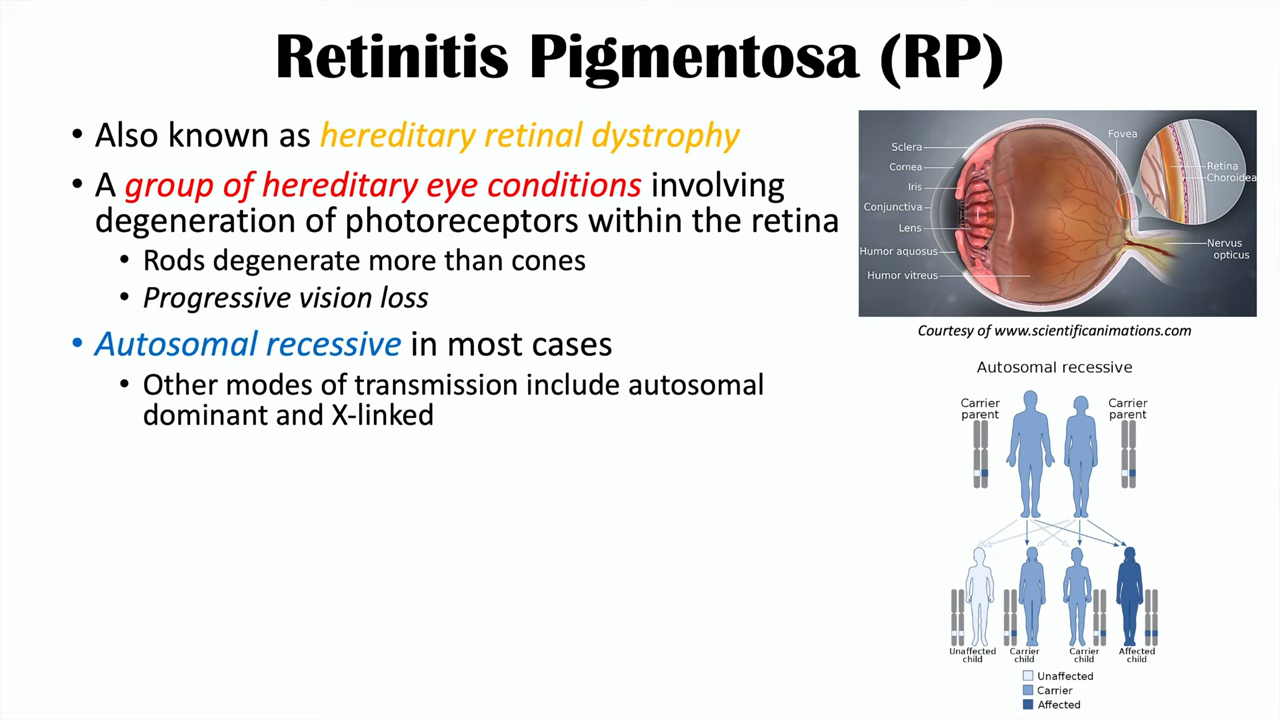 Retinitis Pigmentosa (RP)
• Also known as hereditary retinal dystrophy
• A group of hereditary eye conditions involving
degeneration of photoreceptors within the retina
• Rods degenerate more than cones
• Progressive vision loss
• Autosomal recessive in most cases
• Other modes of transmission include autosomal
dominant and X-linked
Sclera
Cornea
Iris
Conjunctiva
Lens
Humor aquosus
Humor vitreus
Fovea
Retina
Choroidea
Nervus
opticus
Courtesy of www.scientificanimations.com
Autosomal recessive
Carrier
parent
Carrier
parent
Unaffected
child
Carrier
child
Carrier
child
Affected
child
Unaffected
Carrier
Affected